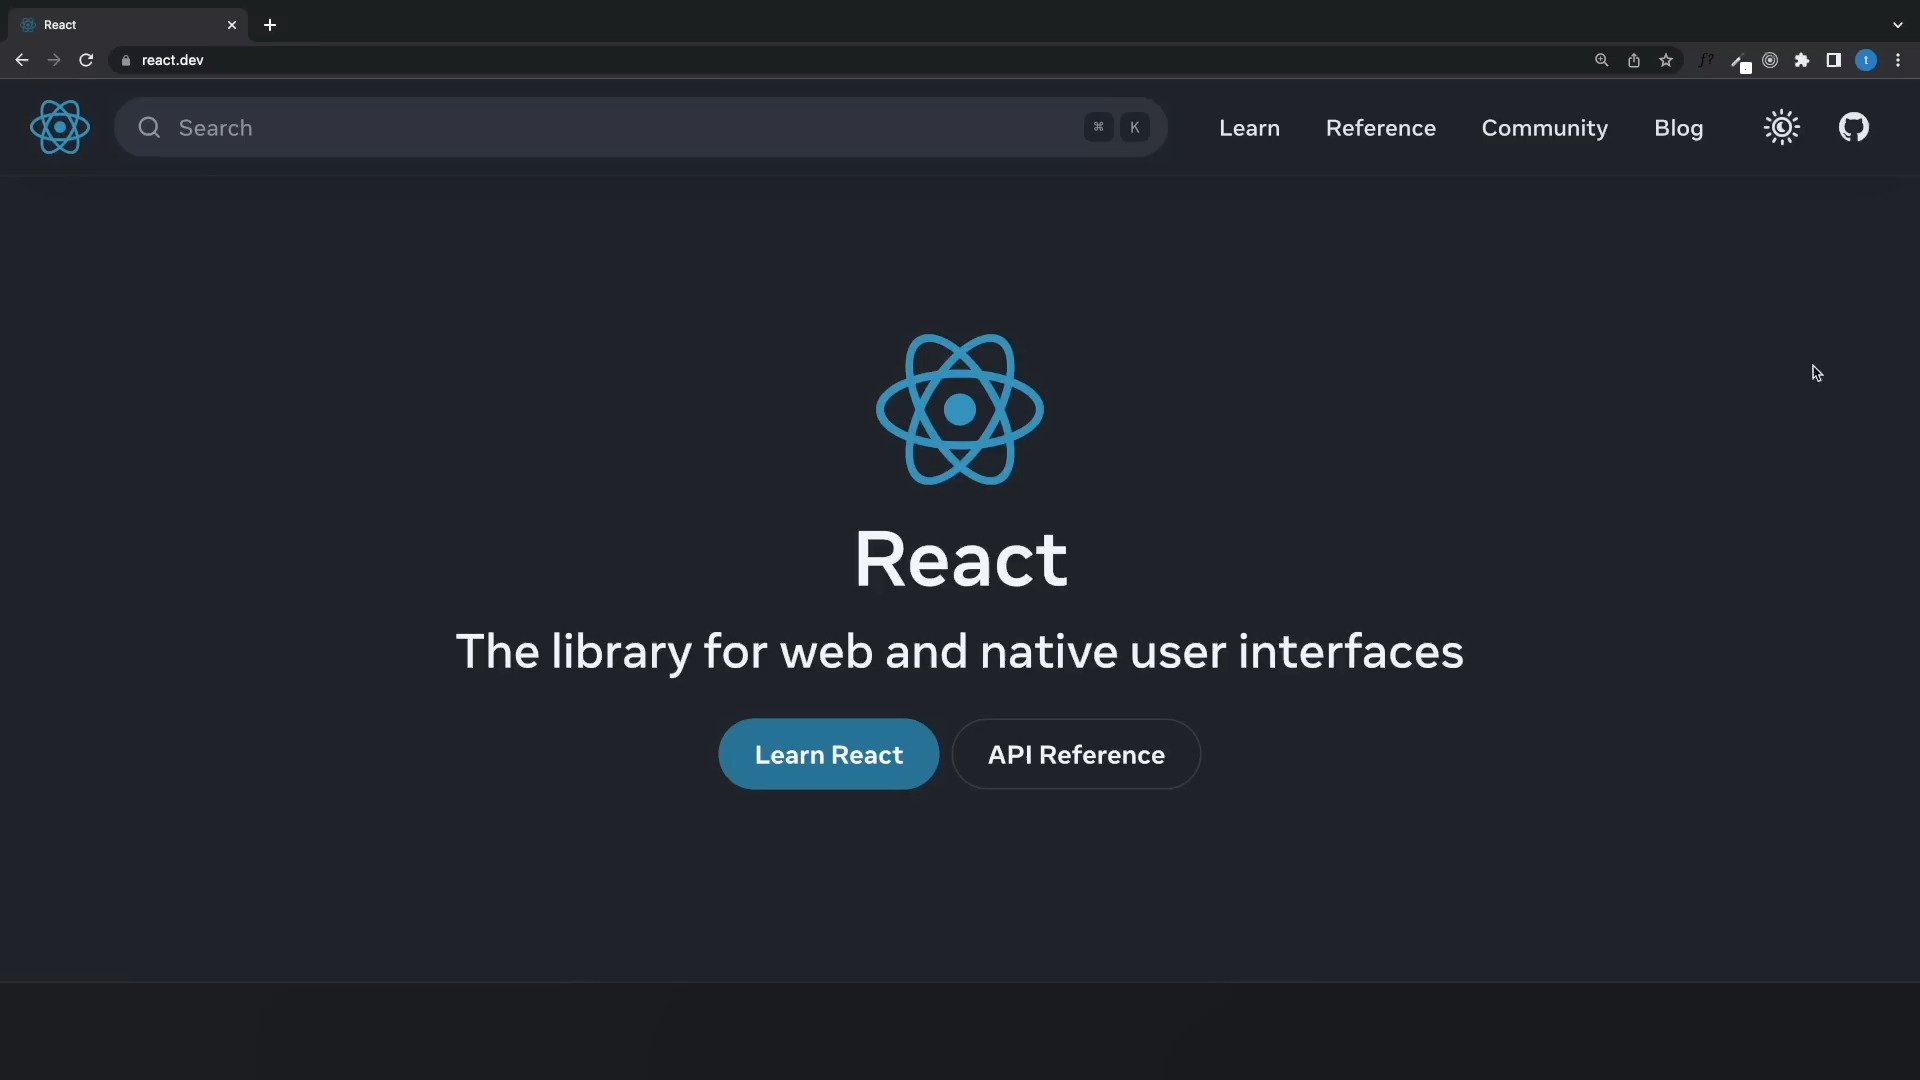 React
react.dev
f?
t
Search
⌘ K
Learn
Reference
Community
Blog
React
The library for web and native user interfaces
Learn React
API Reference